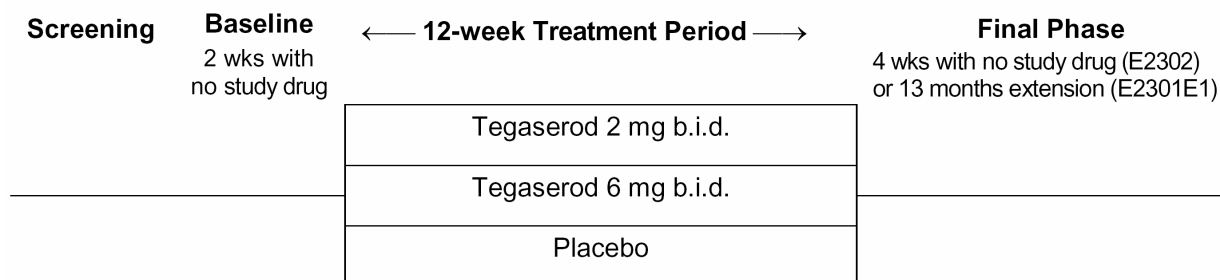 Screening
Baseline
2 wks with
no study drug
←— 12-week Treatment Period —→
Final Phase
4 wks with no study drug (E2302)
or 13 months extension (E2301E1)
Tegaserod 2 mg b.i.d.
Tegaserod 6 mg b.i.d.
Placebo